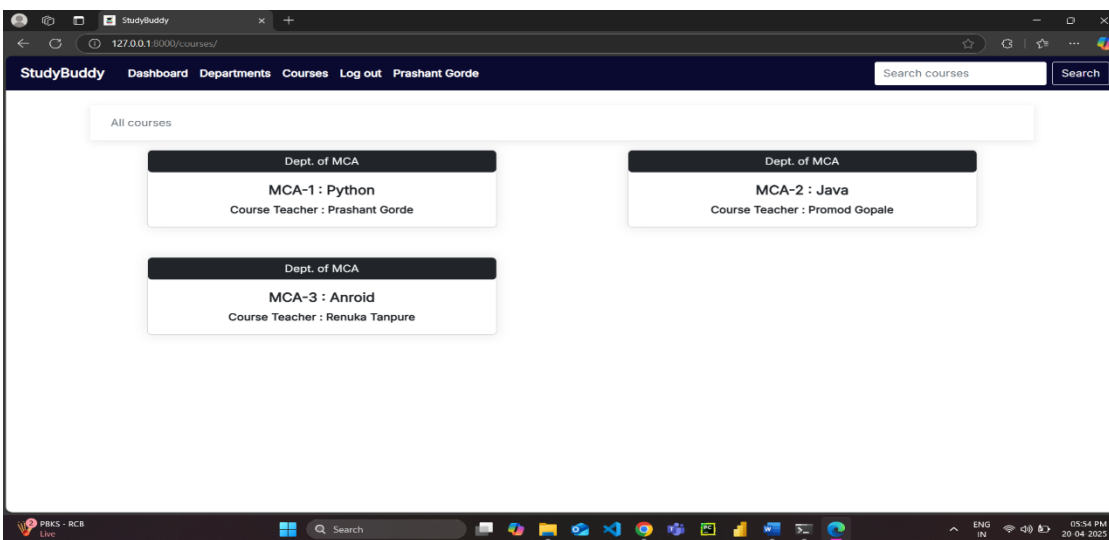 StudyBuddy
127.0.0.1:8000/courses/
StudyBuddy Dashboard Departments Courses Log out Prashant Gorde Search courses Search
All courses
Dept. of MCA
MCA-1 : Python
Course Teacher : Prashant Gorde
Dept. of MCA
MCA-2 : Java
Course Teacher : Promod Gopale
Dept. of MCA
MCA-3 : Anroid
Course Teacher : Renuka Tanpure
2
PBKS - RCB
Live
Search
ENG
IN
05:54 PM
20-04-2025